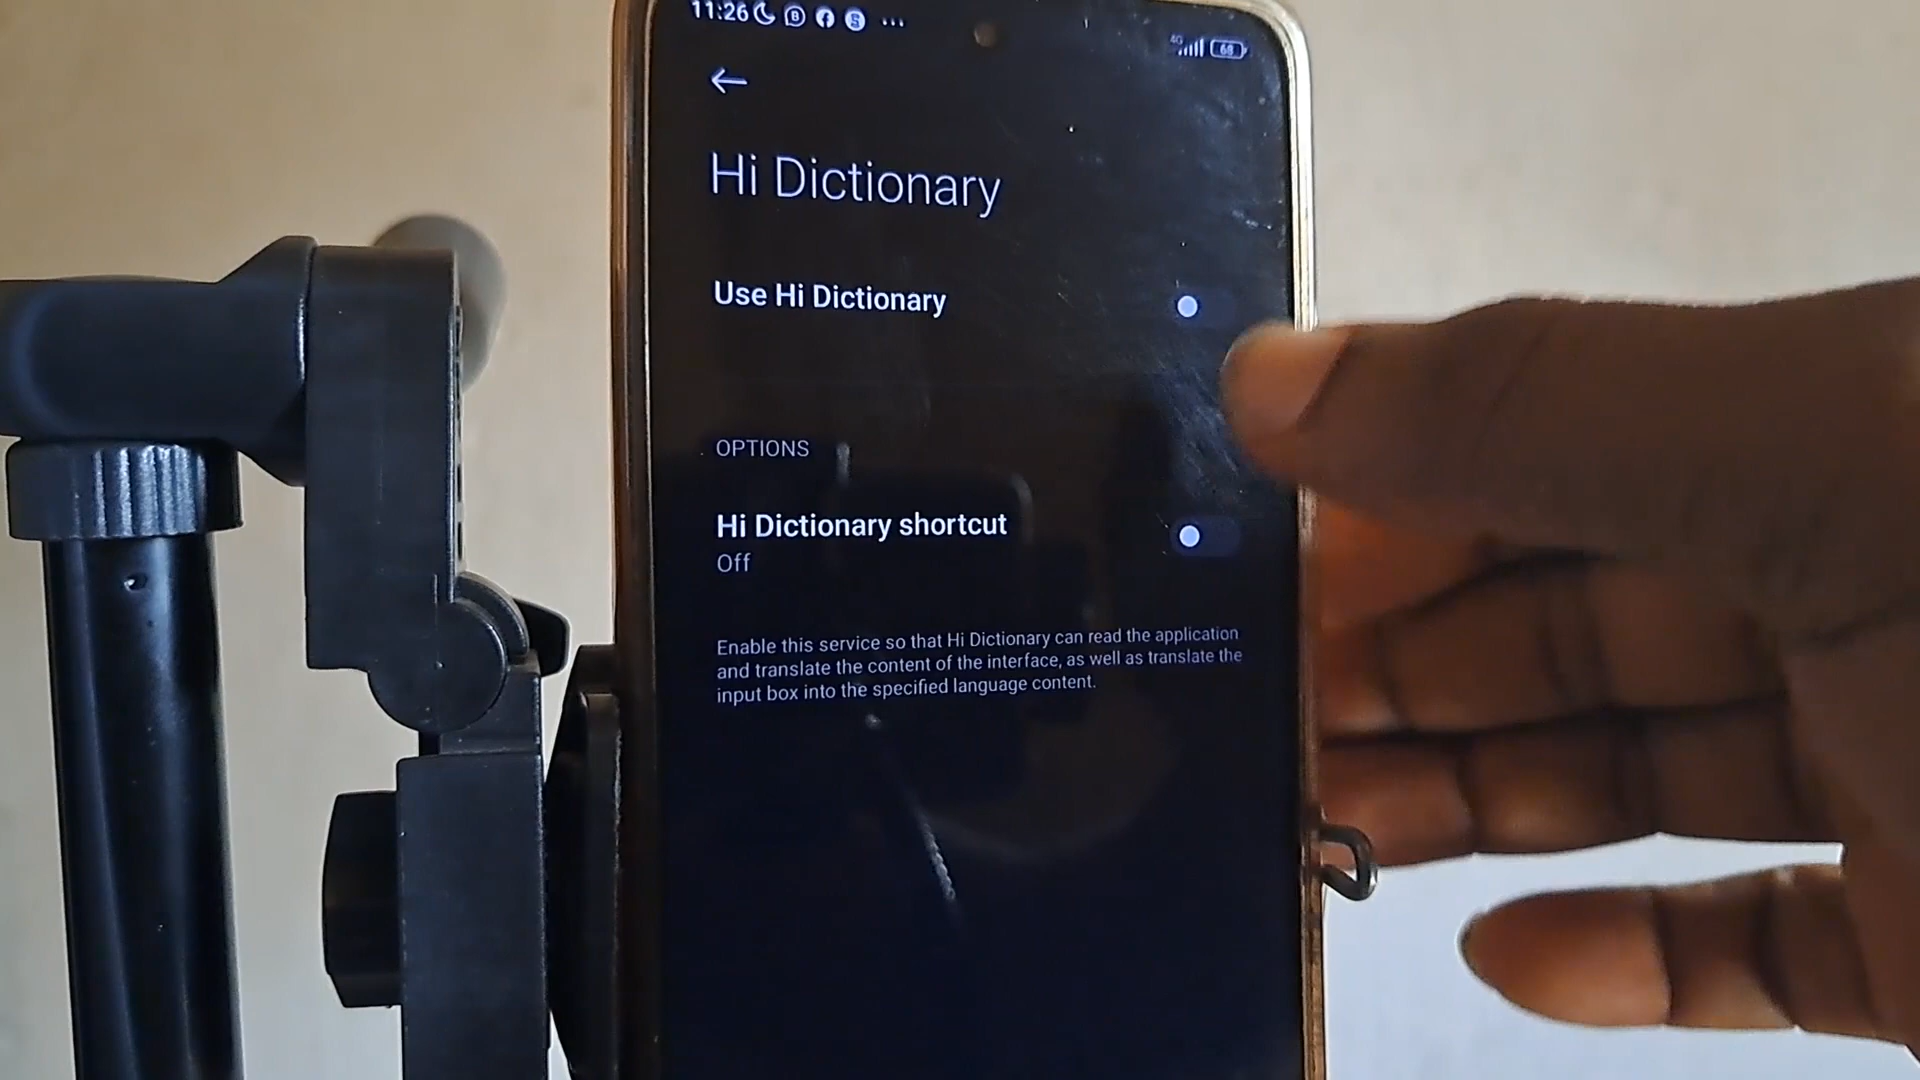 11:26
4G 68
Hi Dictionary
Use Hi Dictionary
OPTIONS
Hi Dictionary shortcut
Off
Enable this service so that Hi Dictionary can read the application
and translate the content of the interface, as well as translate the
input box into the specified language content.